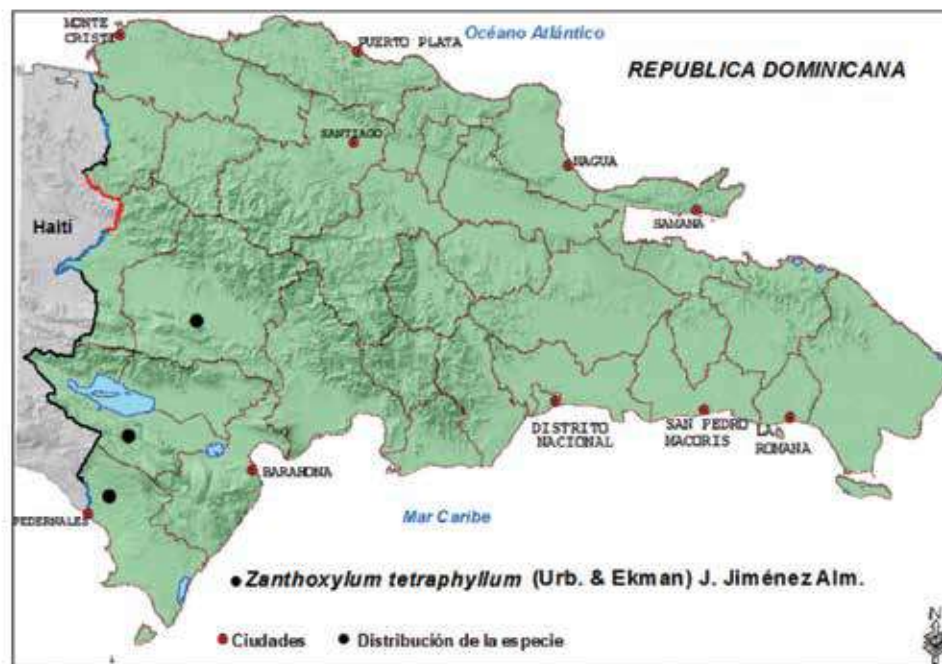 MONTE
CRISTI
PUERTO PLATA
Océano Atlántico
REPUBLICA DOMINICANA
SANTIAGO
NAGUA
SAMANA
Haití
DISTRITO
NACIONAL
SAN PEDRO
MACORIS
LA
ROMANA
BARAHONA
PEDERNALES
Mar Caribe
Zanthoxylum tetraphyllum (Urb. & Ekman) J. Jiménez Alm.
Ciudades
Distribución de la especie
N